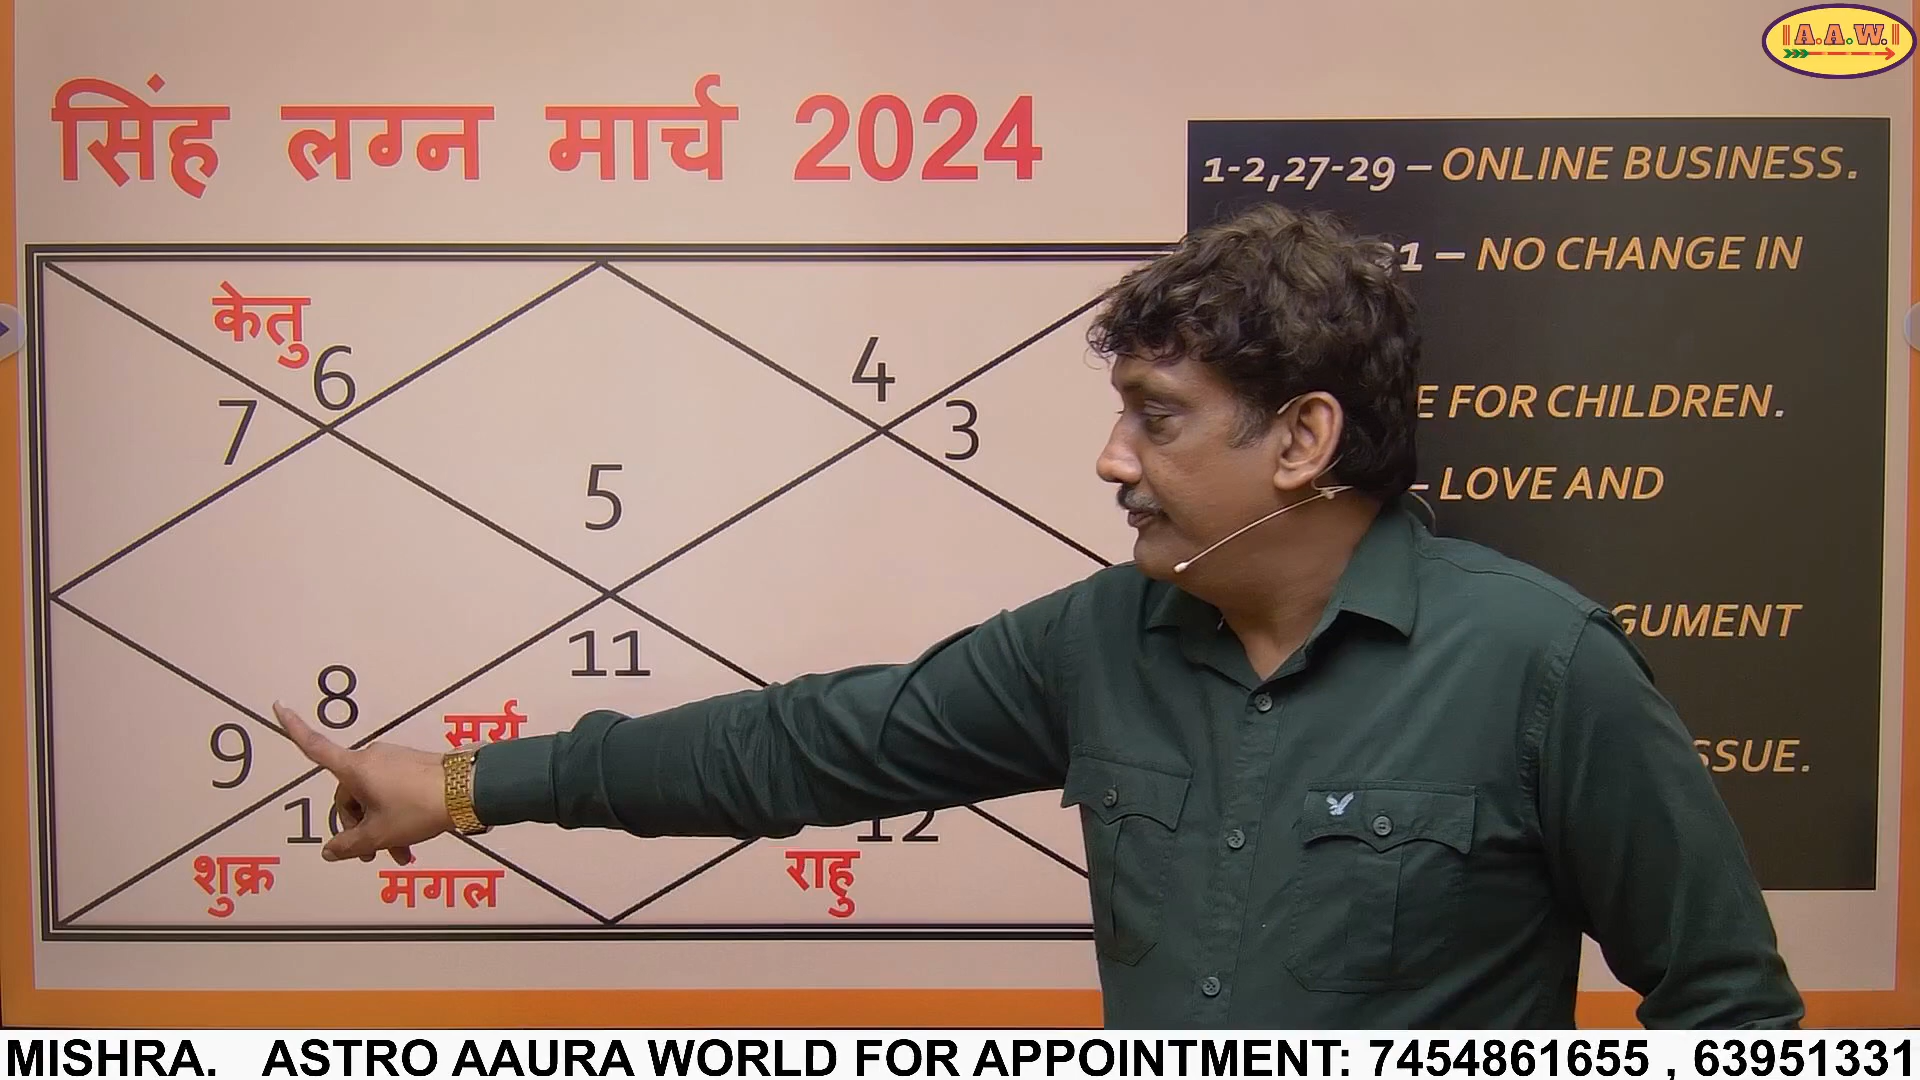 A.A.W.
सिंह लग्न मार्च 2024
1-2,27-29 – ONLINE BUSINESS.
1 – NO CHANGE IN
E FOR CHILDREN.
– LOVE AND
GUMENT
SSUE.
केतु
6
7
4
3
5
11
8
सूर्य
9
12
शुक्र
मंगल
राहु
MISHRA. ASTRO AAURA WORLD FOR APPOINTMENT: 7454861655 , 63951331